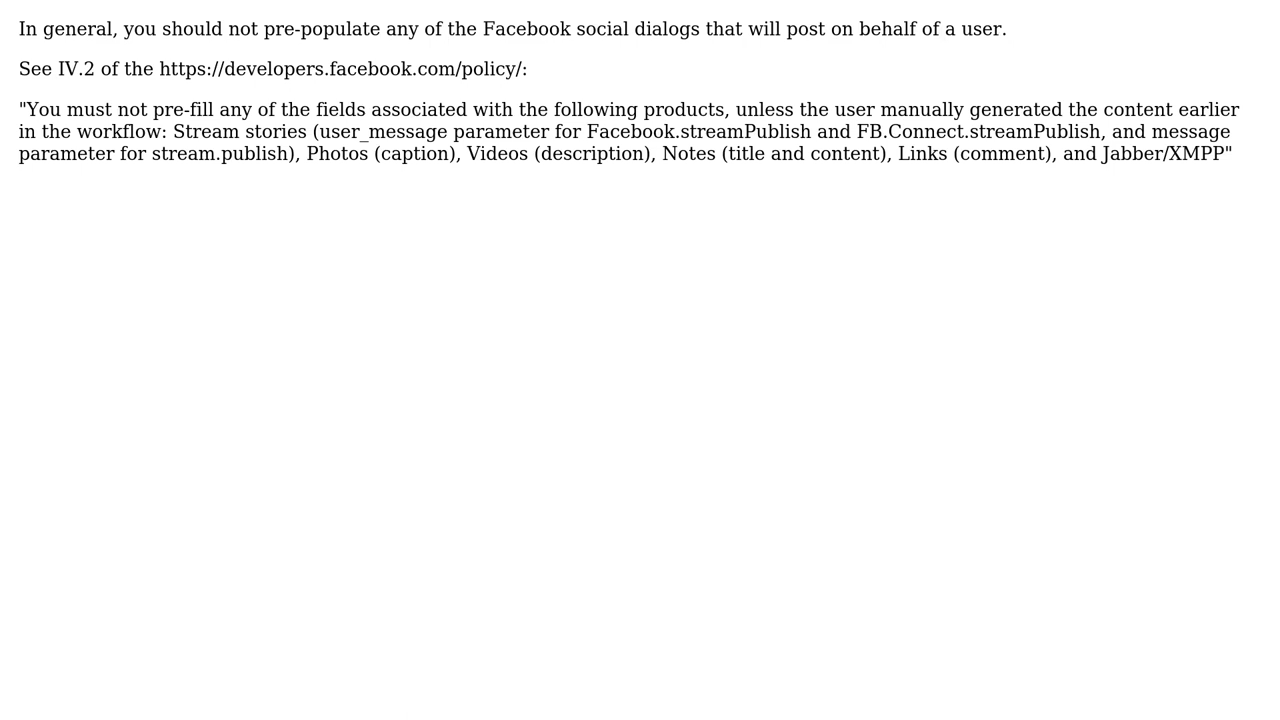 In general, you should not pre-populate any of the Facebook social dialogs that will post on behalf of a user.
See IV.2 of the https://developers.facebook.com/policy/:
"You must not pre-fill any of the fields associated with the following products, unless the user manually generated the content earlier
in the workflow: Stream stories (user_message parameter for Facebook.streamPublish and FB.Connect.streamPublish, and message
parameter for stream.publish), Photos (caption), Videos (description), Notes (title and content), Links (comment), and Jabber/XMPP"